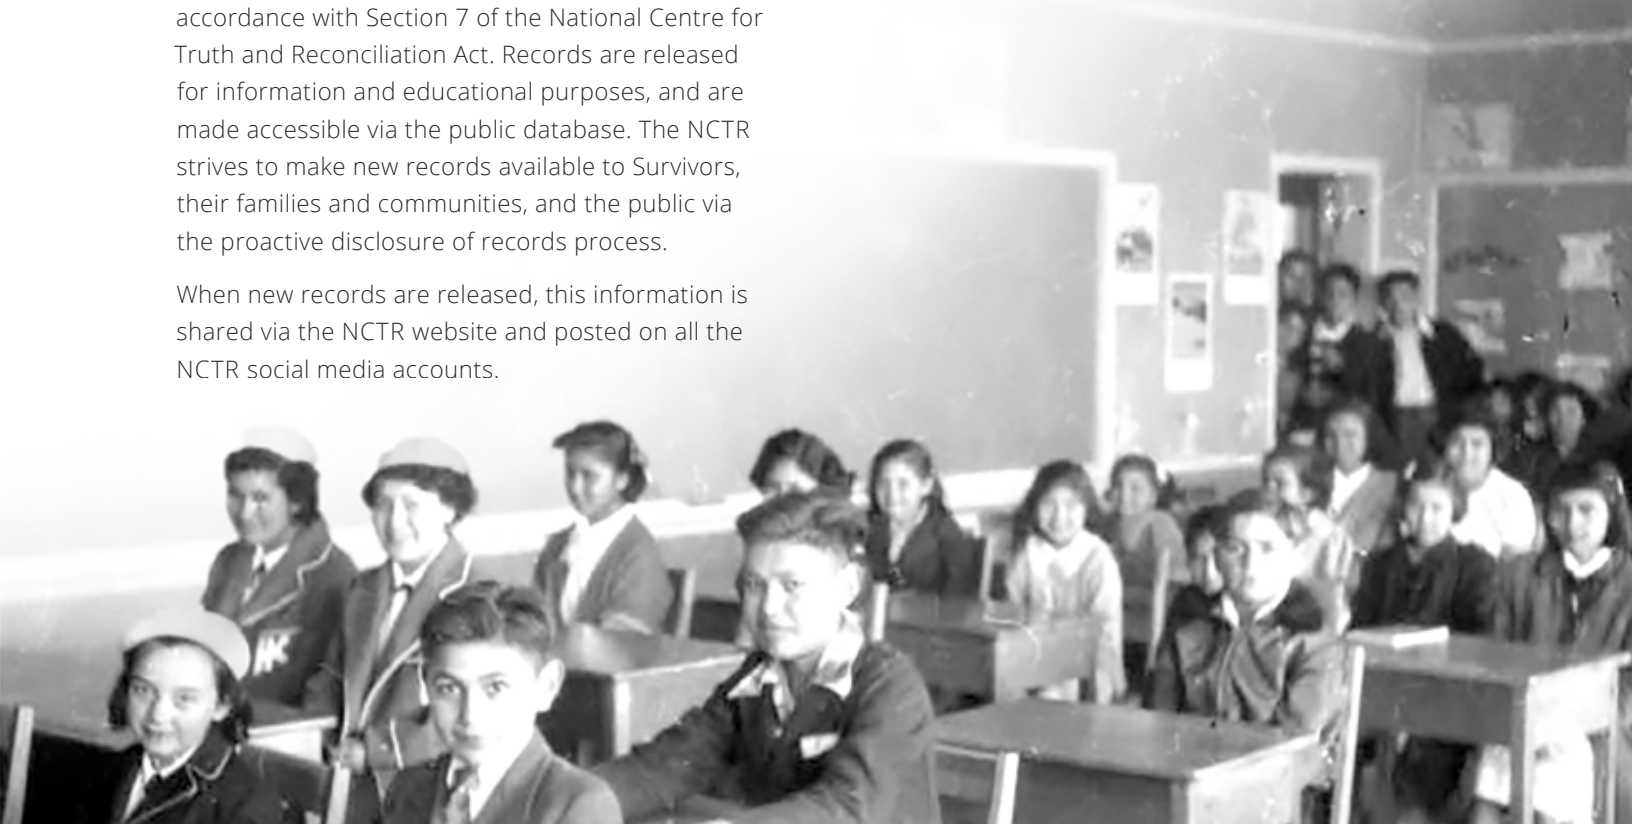 accordance with Section 7 of the National Centre for
Truth and Reconciliation Act. Records are released
for information and educational purposes, and are
made accessible via the public database. The NCTR
strives to make new records available to Survivors,
their families and communities, and the public via
the proactive disclosure of records process.
When new records are released, this information is
shared via the NCTR website and posted on all the
NCTR social media accounts.